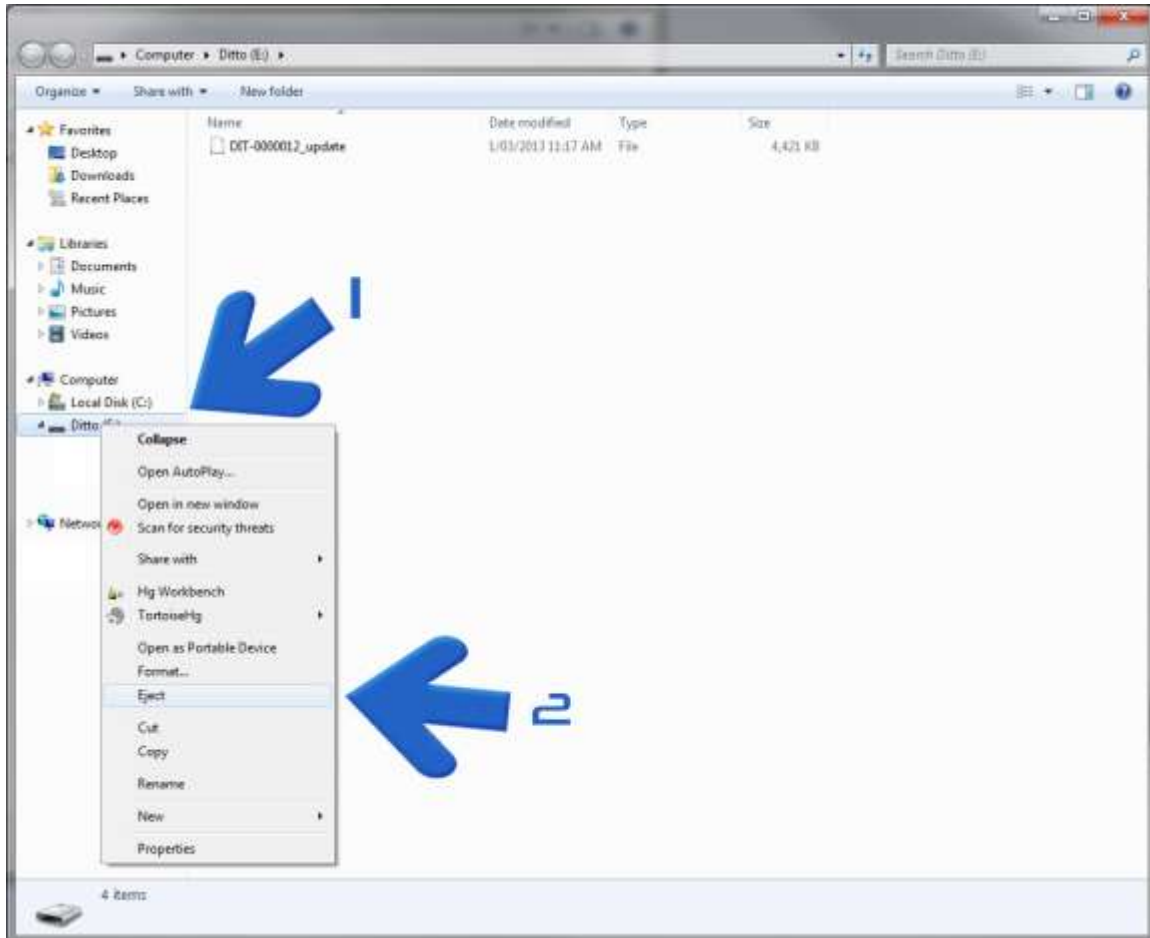 Computer ▸ Ditto (E:) ▸ Search Ditto (E:)
Organize Share with New folder
Name Date modified Type Size
DIT-0000012_update 1/03/2013 11:17 AM File 4,421 KB
Favorites
Desktop
Downloads
Recent Places
Libraries
Documents
Music
Pictures
Videos
Computer
Local Disk (C:)
Ditto
Network
1
Collapse
Open AutoPlay...
Open in new window
Scan for security threats
Share with
Hg Workbench
TortoiseHg
Open as Portable Device
Format...
Eject
2
Cut
Copy
Rename
New
Properties
4 items